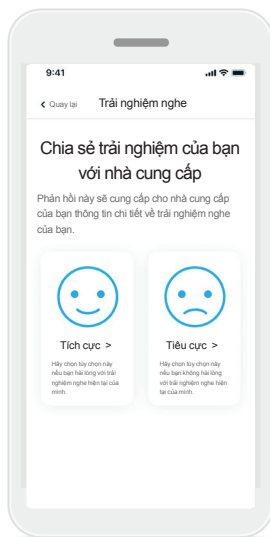 9:41
Quay lại Trải nghiệm nghe
Chia sẻ trải nghiệm của bạn
với nhà cung cấp
Phản hồi này sẽ cung cấp cho nhà cung cấp
của bạn thông tin chi tiết về trải nghiệm nghe
của bạn.
Tích cực >
Hãy chọn tùy chọn này
nếu bạn hài lòng với trải
nghiệm nghe hiện tại của
mình.
Tiêu cực >
Hãy chọn tùy chọn này
nếu bạn không hài lòng
với trải nghiệm nghe hiện
tại của mình.